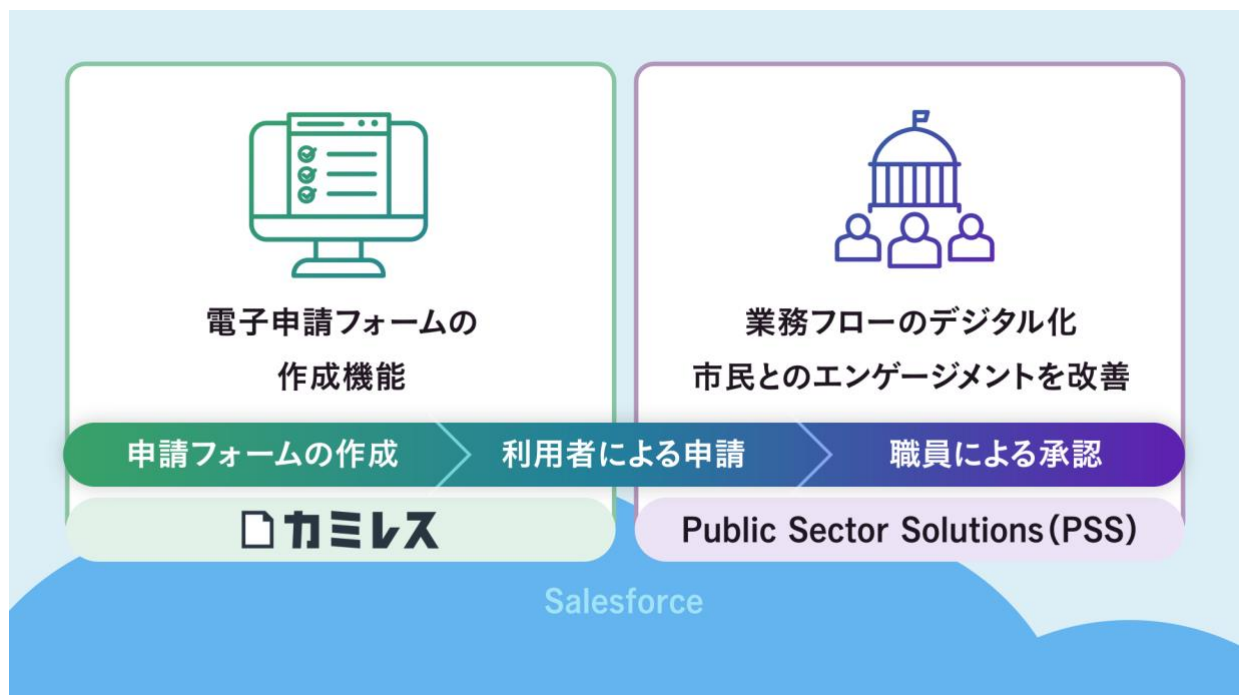 電子申請フォームの
作成機能
業務フローのデジタル化
市民とのエンゲージメントを改善
申請フォームの作成
利用者による申請
職員による承認
カミレス
Public Sector Solutions(PSS)
Salesforce